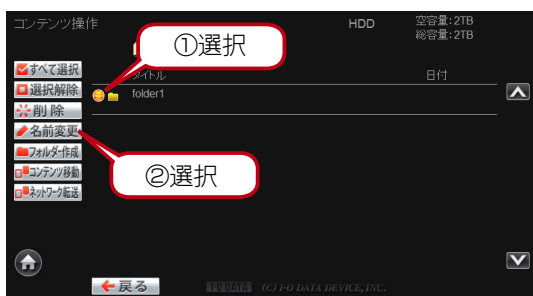 コンテンツ操作
HDD
空容量:2TB
総容量:2TB
①選択
すべて選択
タイトル
日付
選択解除
folder1
削除
名前変更
フォルダ作成
コンテンツ移動
②選択
ネットワーク転送
戻る
I-O DATA (C) I-O DATA DEVICE, INC.